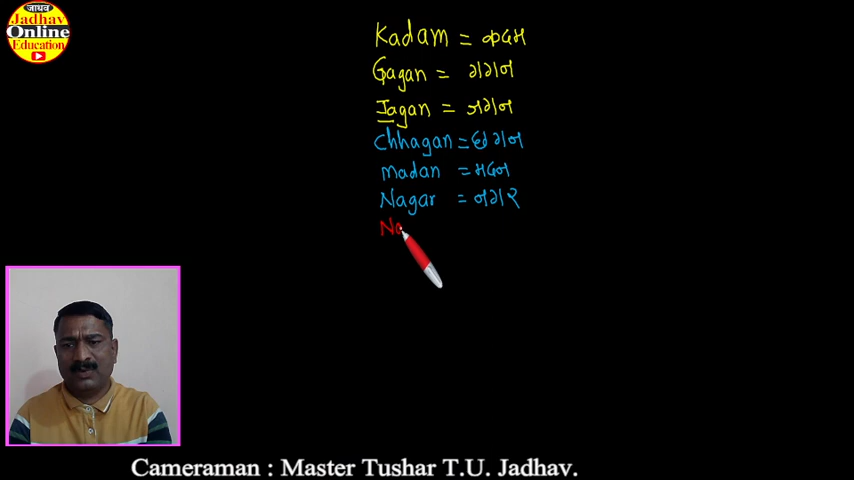 जाधव
Jadhav
Online
Education
Kadam = કદમ
Gagan = ગગન
Jagan = જગન
Chhagan = છગન
madan = મદન
Nagar = નગર
Na
Cameraman : Master Tushar T.U. Jadhav.